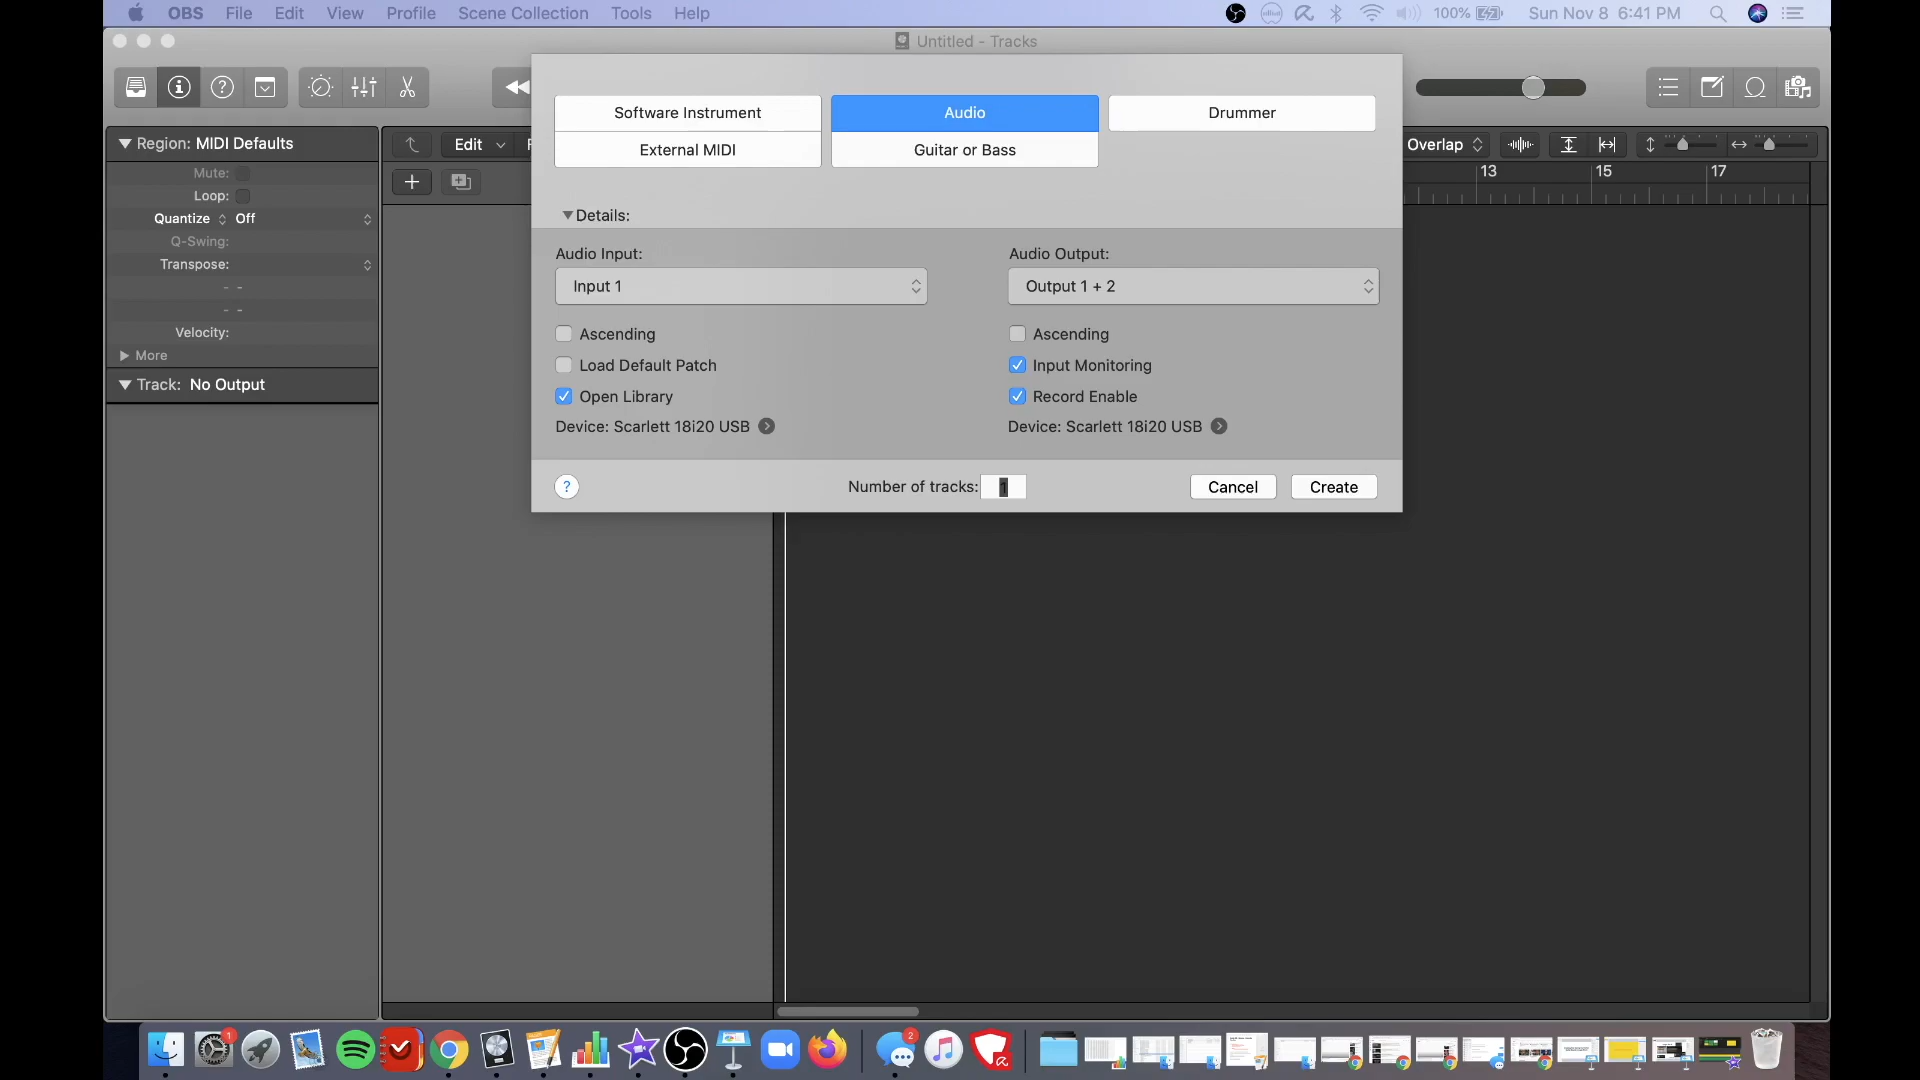 OBS File Edit View Profile Scene Collection Tools Help 100% Sun Nov 8 6:41 PM
Untitled - Tracks
Software Instrument Audio Drummer
External MIDI Guitar or Bass
Region: MIDI Defaults
Edit
Overlap
Mute:
Loop:
Quantize Off
Q-Swing:
Transpose:
Velocity:
More
Track: No Output
13 15 17
Details:
Audio Input: Audio Output:
Input 1 Output 1 + 2
Ascending Ascending
Load Default Patch Input Monitoring
Open Library Record Enable
Device: Scarlett 18i20 USB Device: Scarlett 18i20 USB
? Number of tracks: 1 Cancel Create
1 2